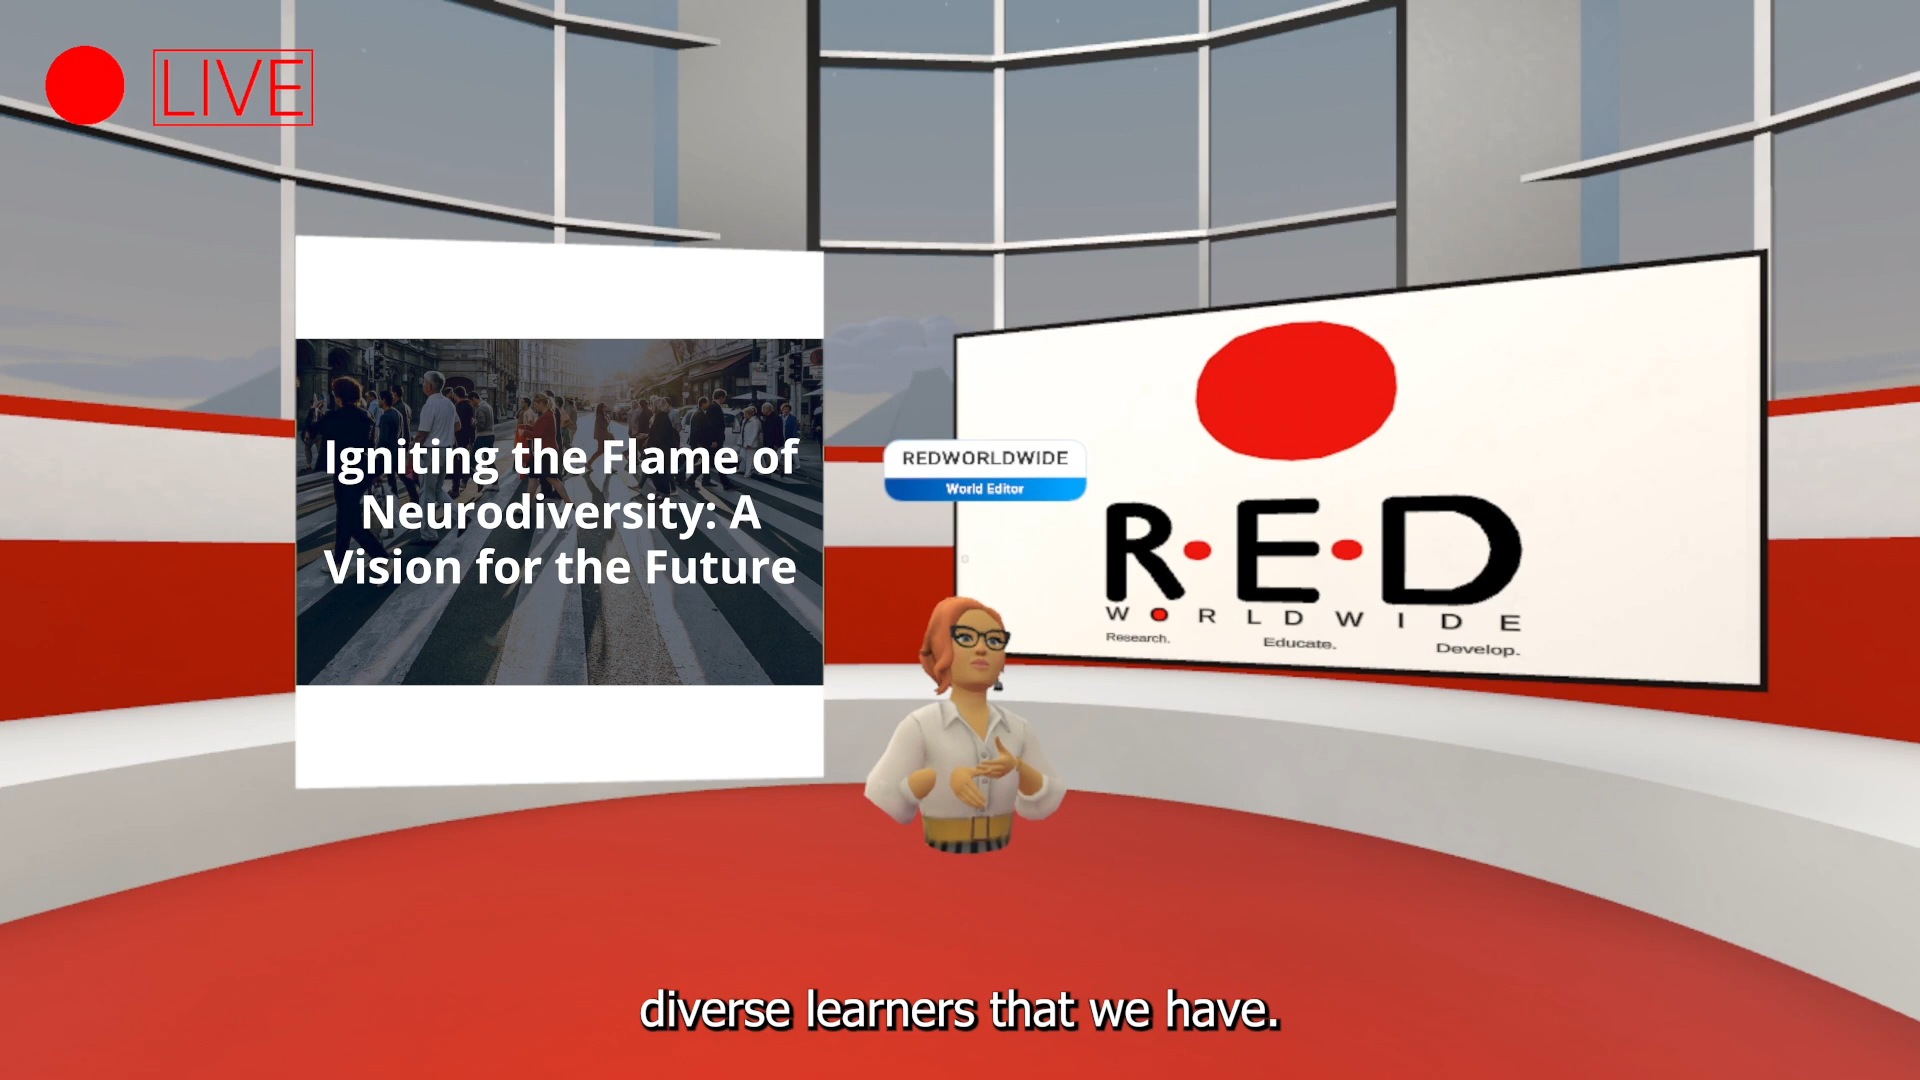 LIVE
Igniting the Flame of
Neurodiversity: A
Vision for the Future
REDWORLDWIDE
World Editor
R.E.D
WORLDWIDE
Research. Educate. Develop.
diverse learners that we have.